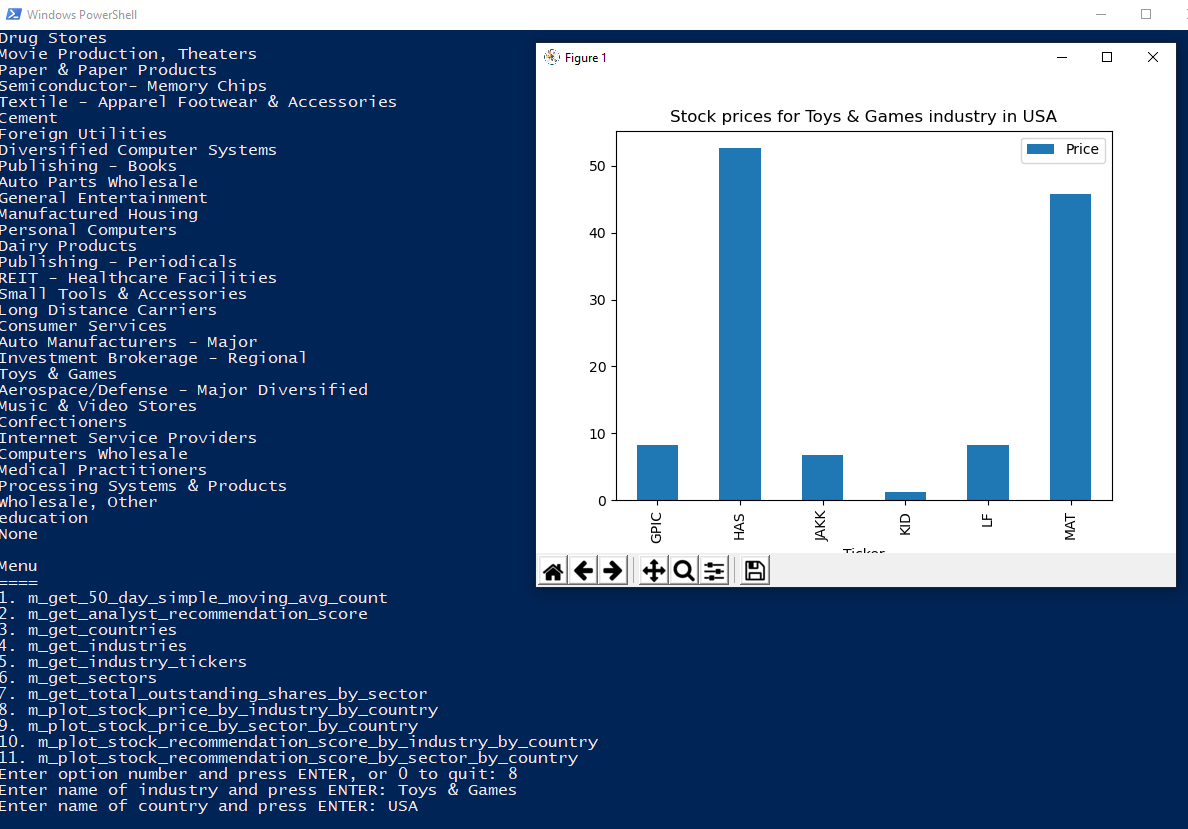 Windows PowerShell
Drug Stores
Movie Production, Theaters
Paper & Paper Products
Semiconductor- Memory Chips
Textile - Apparel Footwear & Accessories
Cement
Foreign Utilities
Diversified Computer Systems
Publishing - Books
Auto Parts Wholesale
General Entertainment
Manufactured Housing
Personal Computers
Dairy Products
Publishing - Periodicals
REIT - Healthcare Facilities
Small Tools & Accessories
Long Distance Carriers
Consumer Services
Auto Manufacturers - Major
Investment Brokerage - Regional
Toys & Games
Aerospace/Defense - Major Diversified
Music & Video Stores
Confectioners
Internet Service Providers
Computers Wholesale
Medical Practitioners
Processing Systems & Products
Wholesale, Other
education
None
Menu
====
1. m_get_50_day_simple_moving_avg_count
2. m_get_analyst_recommendation_score
3. m_get_countries
4. m_get_industries
5. m_get_industry_tickers
6. m_get_sectors
7. m_get_total_outstanding_shares_by_sector
8. m_plot_stock_price_by_industry_by_country
9. m_plot_stock_price_by_sector_by_country
10. m_plot_stock_recommendation_score_by_industry_by_country
11. m_plot_stock_recommendation_score_by_sector_by_country
Enter option number and press ENTER, or 0 to quit: 8
Enter name of industry and press ENTER: Toys & Games
Enter name of country and press ENTER: USA
Figure 1
Stock prices for Toys & Games industry in USA
Price
50
40
30
20
10
0
GPIC
HAS
JAKK
KID
LF
MAT
Ticker